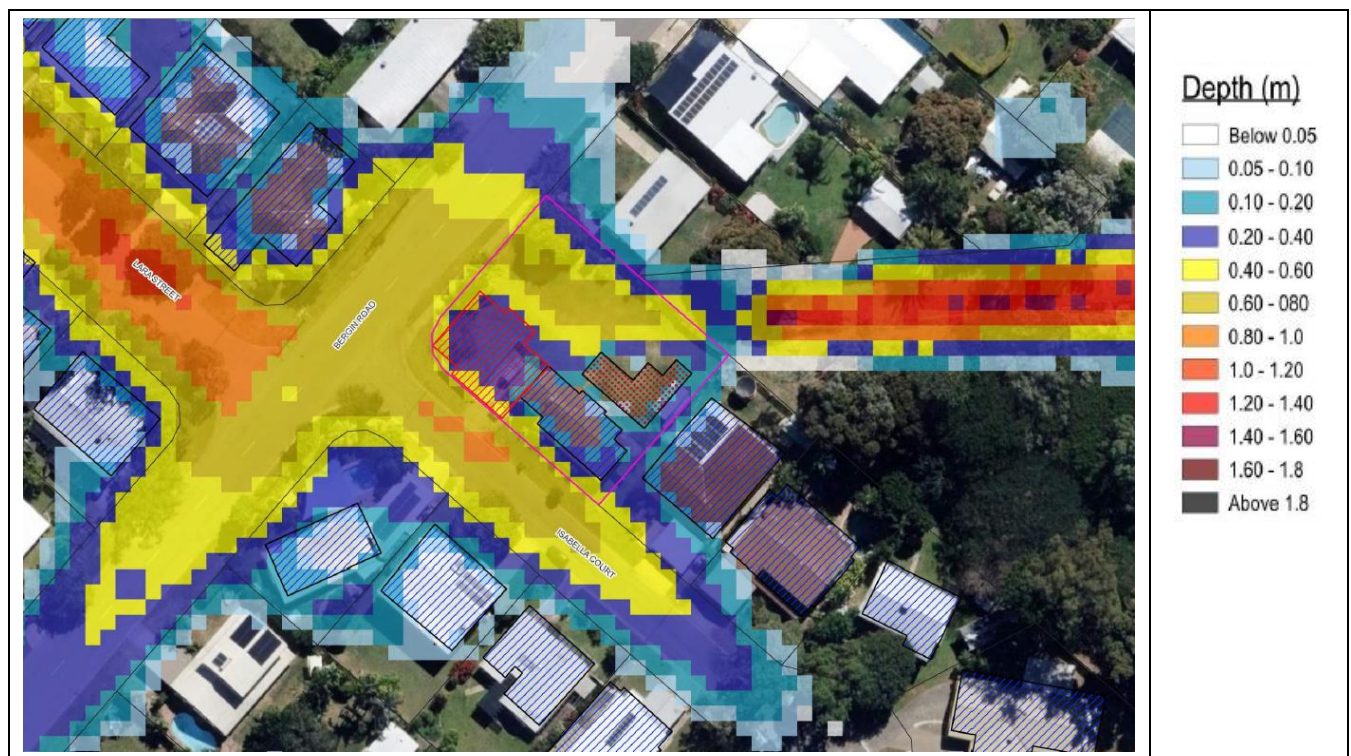 LARA STREET
BERGIN ROAD
ISABELLA COURT
Depth (m)
Below 0.05
0.05 - 0.10
0.10 - 0.20
0.20 - 0.40
0.40 - 0.60
0.60 - 080
0.80 - 1.0
1.0 - 1.20
1.20 - 1.40
1.40 - 1.60
1.60 - 1.8
Above 1.8